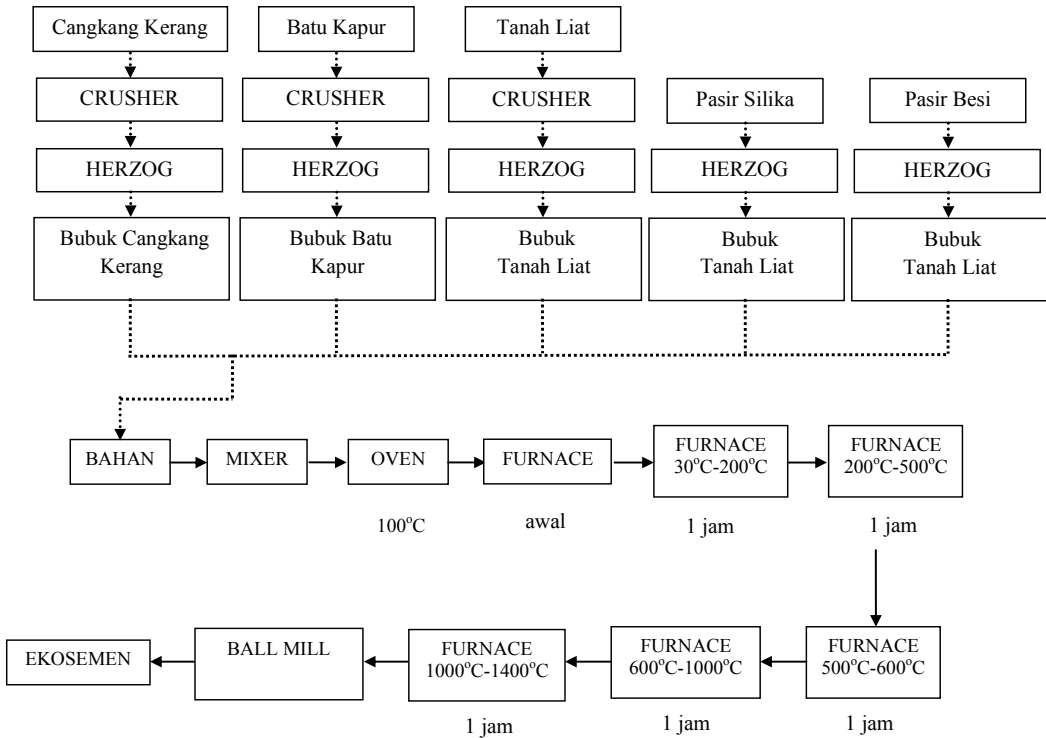 Cangkang Kerang
Batu Kapur
Tanah Liat
CRUSHER
CRUSHER
CRUSHER
Pasir Silika
Pasir Besi
HERZOG
HERZOG
HERZOG
HERZOG
HERZOG
Bubuk Cangkang
Kerang
Bubuk Batu
Kapur
Bubuk
Tanah Liat
Bubuk
Tanah Liat
Bubuk
Tanah Liat
BAHAN
MIXER
OVEN
FURNACE
FURNACE
30°C-200°C
FURNACE
200°C-500°C
100°C
awal
1 jam
1 jam
EKOSEMEN
BALL MILL
FURNACE
1000°C-1400°C
FURNACE
600°C-1000°C
FURNACE
500°C-600°C
1 jam
1 jam
1 jam